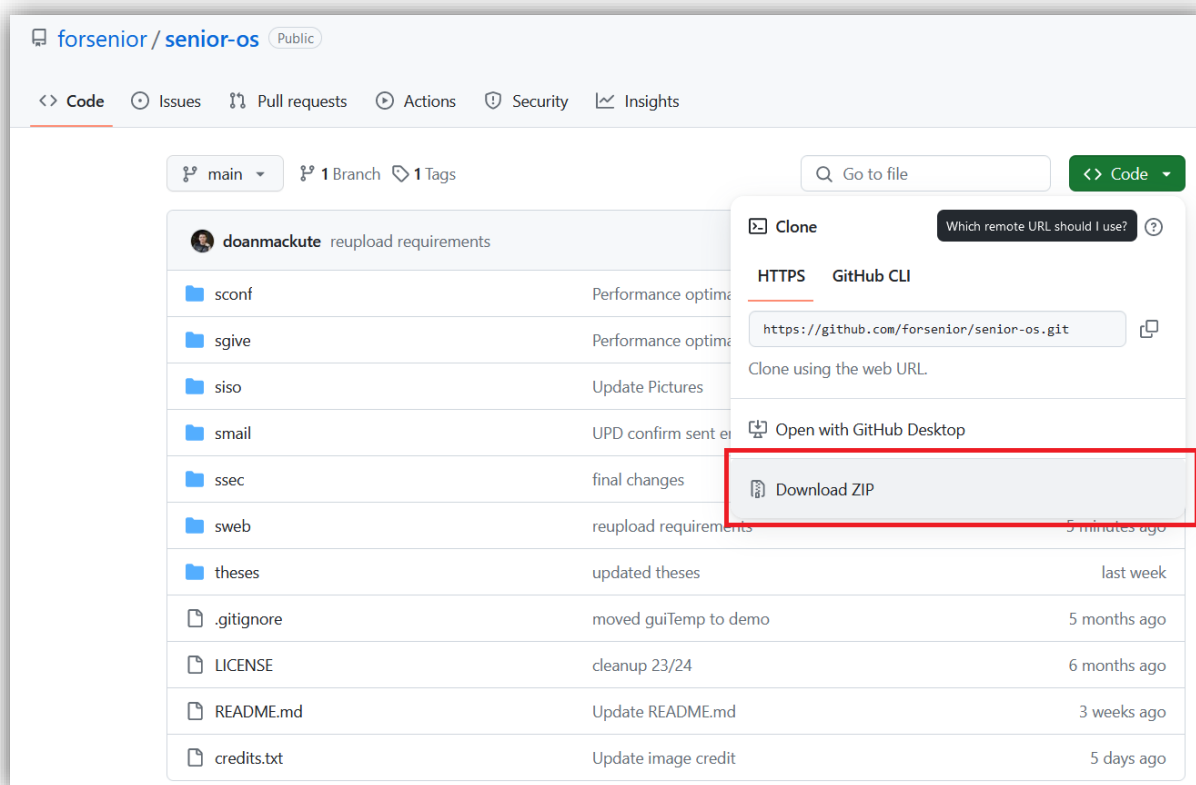 forsenior / senior-os Public
Code Issues Pull requests Actions Security Insights
main 1 Branch 1 Tags Go to file Code
doanmackute reupload requirements
Clone Which remote URL should I use?
HTTPS GitHub CLI
https://github.com/forsenior/senior-os.git
Clone using the web URL.
Open with GitHub Desktop
Download ZIP
sconf Performance optima
sgive Performance optima
siso Update Pictures
smail UPD confirm sent e
ssec final changes
sweb reupload requirements 5 minutes ago
theses updated theses last week
.gitignore moved guiTemp to demo 5 months ago
LICENSE cleanup 23/24 6 months ago
README.md Update README.md 3 weeks ago
credits.txt Update image credit 5 days ago